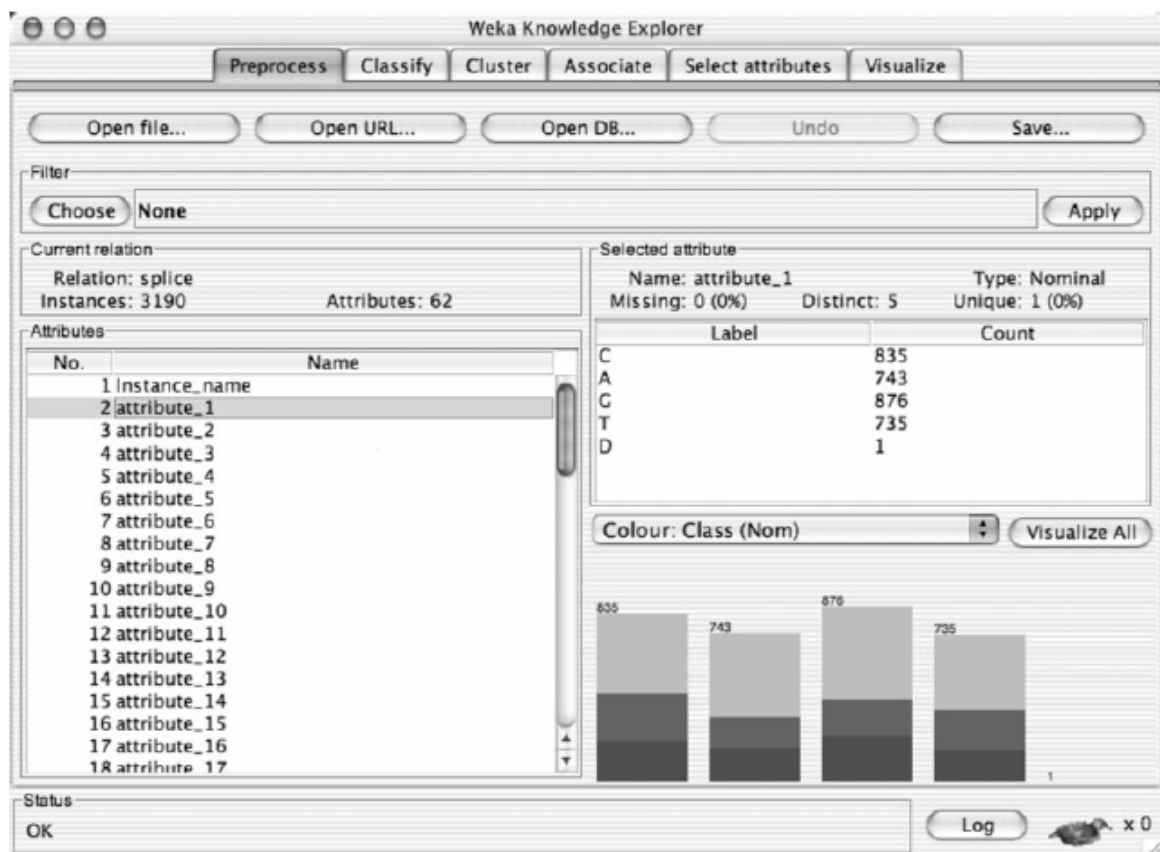 Weka Knowledge Explorer
Preprocess Classify Cluster Associate Select attributes Visualize
Open file... Open URL... Open DB... Undo Save...
Filter
Choose None Apply
Current relation
Relation: splice
Instances: 3190 Attributes: 62
Attributes
No. Name
1 Instance_name
2 attribute_1
3 attribute_2
4 attribute_3
5 attribute_4
6 attribute_5
7 attribute_6
8 attribute_7
9 attribute_8
10 attribute_9
11 attribute_10
12 attribute_11
13 attribute_12
14 attribute_13
15 attribute_14
16 attribute_15
17 attribute_16
18 attribute_17
Selected attribute
Name: attribute_1 Type: Nominal
Missing: 0 (0%) Distinct: 5 Unique: 1 (0%)
Label Count
C 835
A 743
G 876
T 735
D 1
Colour: Class (Nom) Visualize All
835 743 876 735 1
Status
OK Log x 0